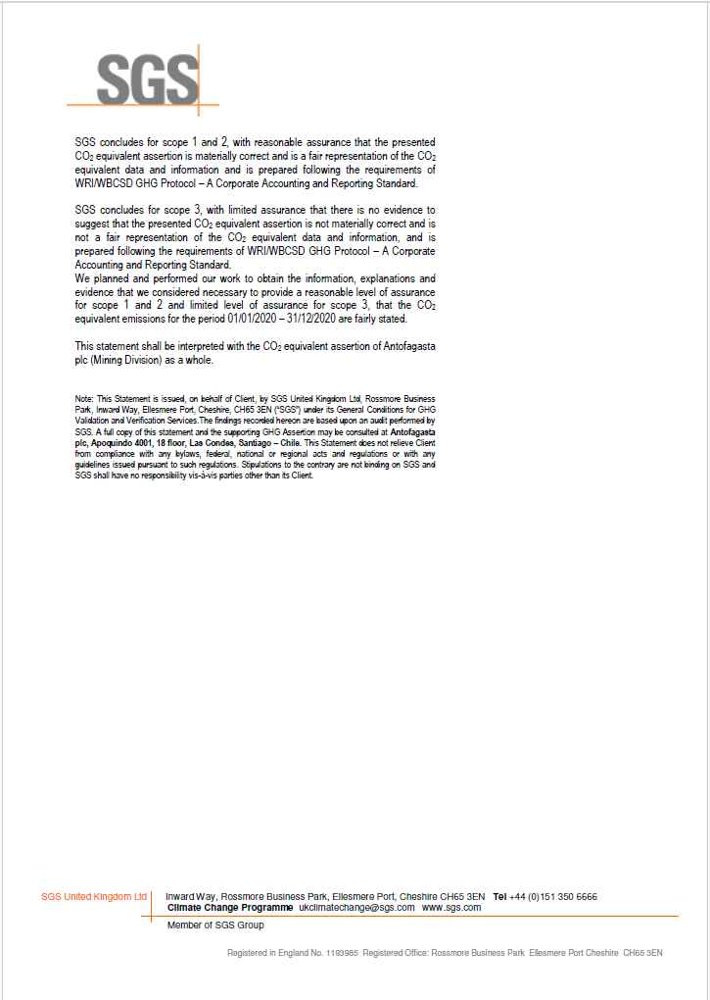 SGS
SGS concludes for scope 1 and 2, with reasonable assurance that the presented
CO₂ equivalent assertion is materially correct and is a fair representation of the CO₂
equivalent data and information and is prepared following the requirements of
WRI/WBCSD GHG Protocol – A Corporate Accounting and Reporting Standard.
SGS concludes for scope 3, with limited assurance that there is no evidence to
suggest that the presented CO₂ equivalent assertion is not materially correct and is
not a fair representation of the CO₂ equivalent data and information, and is
prepared following the requirements of WRI/WBCSD GHG Protocol – A Corporate
Accounting and Reporting Standard.
We planned and performed our work to obtain the information, explanations and
evidence that we considered necessary to provide a reasonable level of assurance
for scope 1 and 2 and limited level of assurance for scope 3, that the CO₂
equivalent emissions for the period 01/01/2020 – 31/12/2020 are fairly stated.
This statement shall be interpreted with the CO₂ equivalent assertion of Antofagasta
plc (Mining Division) as a whole.
Note: This Statement is issued, on behalf of Client, by SGS United Kingdom Ltd, Rossmore Business
Park, Inward Way, Ellesmere Port, Cheshire, CH65 3EN ("SGS") under its General Conditions for GHG
Validation and Verification Services.The findings recorded hereon are based upon an audit performed by
SGS. A full copy of this statement and the supporting GHG Assertion may be consulted at Antofagasta
plc, Apoquindo 4001, 18 floor, Las Condes, Santiago – Chile. This Statement does not relieve Client
from compliance with any bylaws, federal, national or regional acts and regulations or with any
guidelines issued pursuant to such regulations. Stipulations to the contrary are not binding on SGS and
SGS shall have no responsibility vis-à-vis parties other than its Client.
SGS United Kingdom Ltd Inward Way, Rossmore Business Park, Ellesmere Port, Cheshire CH65 3EN Tel +44 (0)151 350 6666
Climate Change Programme ukclimatechange@sgs.com www.sgs.com
Member of SGS Group
Registered in England No. 1193985 Registered Office: Rossmore Business Park Ellesmere Port Cheshire CH65 3EN